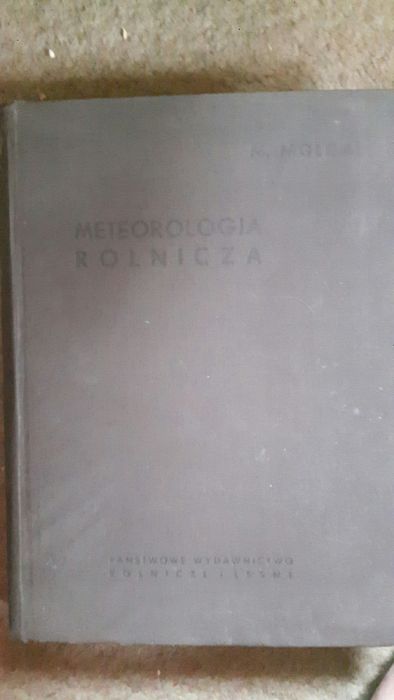 M. MOLGA
METEOROLOGIA
ROLNICZA
PAŃSTWOWE WYDAWNICTWO
ROLNICZE I LEŚNE